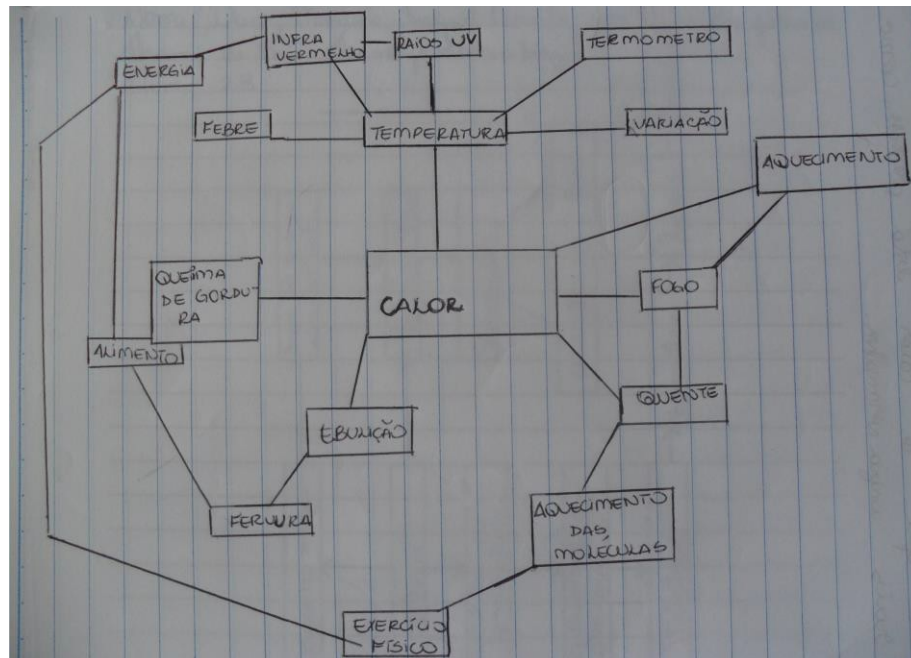 INFRA
VERMELHO
RAIOS UV
TERMOMETRO
ENERGIA
FEBRE
TEMPERATURA
VARIAÇÃO
AQUECIMENTO
QUEIMA
DE GORDU-
RA
CALOR
FOGO
ALIMENTO
QUENTE
EBULIÇÃO
FERVURA
AQUECIMENTO
DAS
MOLÉCULAS
EXERCÍCIO
FÍSICO